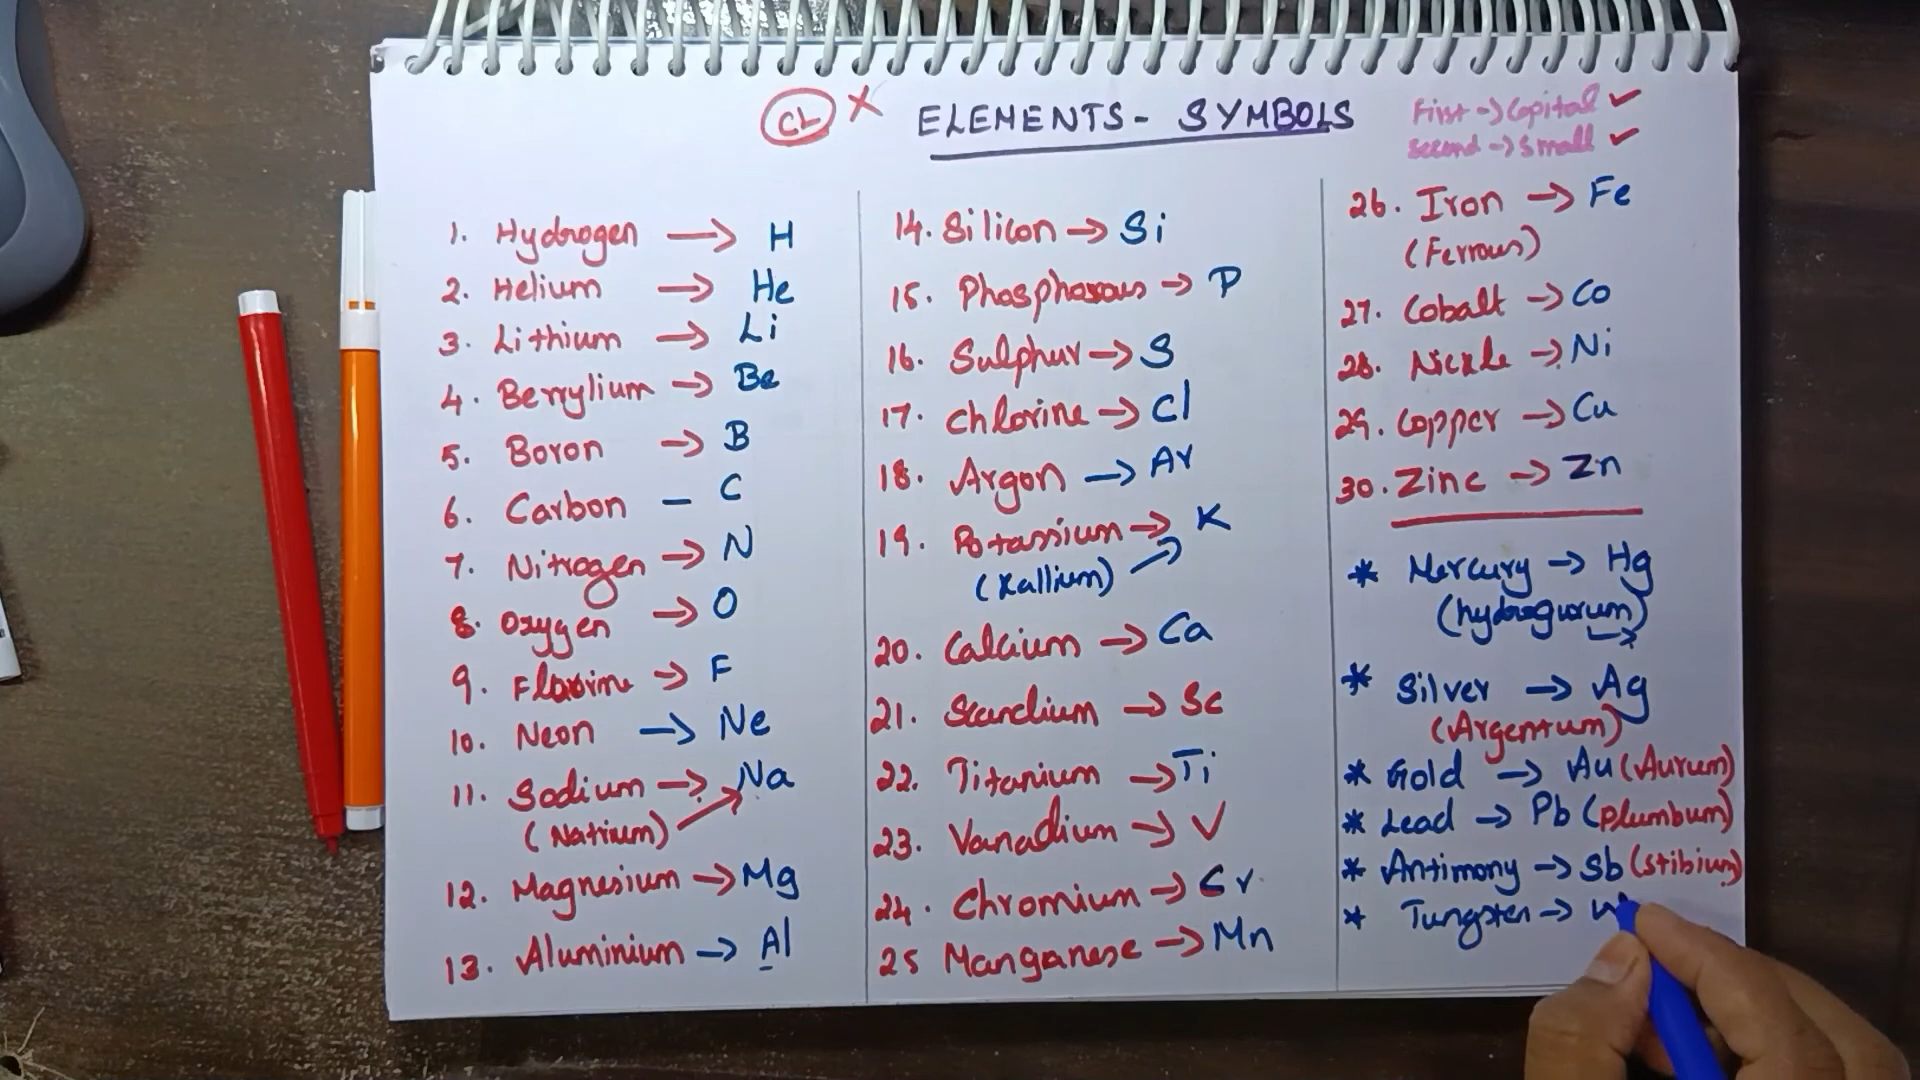 CL X ELEMENTS - SYMBOLS
First → Capital ✓
Second → Small ✓
1. Hydrogen → H
2. Helium → He
3. Lithium → Li
4. Berrylium → Be
5. Boron → B
6. Carbon – C
7. Nitrogen → N
8. Oxygen → O
9. Florine → F
10. Neon → Ne
11. Sodium → Na
(Natrium)
12. Magnesium → Mg
13. Aluminium → Al
14. Silicon → Si
15. Phosphorous → P
16. Sulphur → S
17. Chlorine → Cl
18. Argon → Ar
19. Potassium → K
(Kallium)
20. Calcium → Ca
21. Scandium → Sc
22. Titanium → Ti
23. Vanadium → V
24. Chromium → Cr
25 Manganese → Mn
26. Iron → Fe
(Ferrous)
27. Cobalt → Co
28. Nickle → Ni
29. Copper → Cu
30. Zinc → Zn
* Mercury → Hg
(hydrogurum)
* Silver → Ag
(Argentum)
* Gold → Au (Aurum)
* Lead → Pb (Plumbum)
* Antimony → Sb (Stibium)
* Tungsten → W